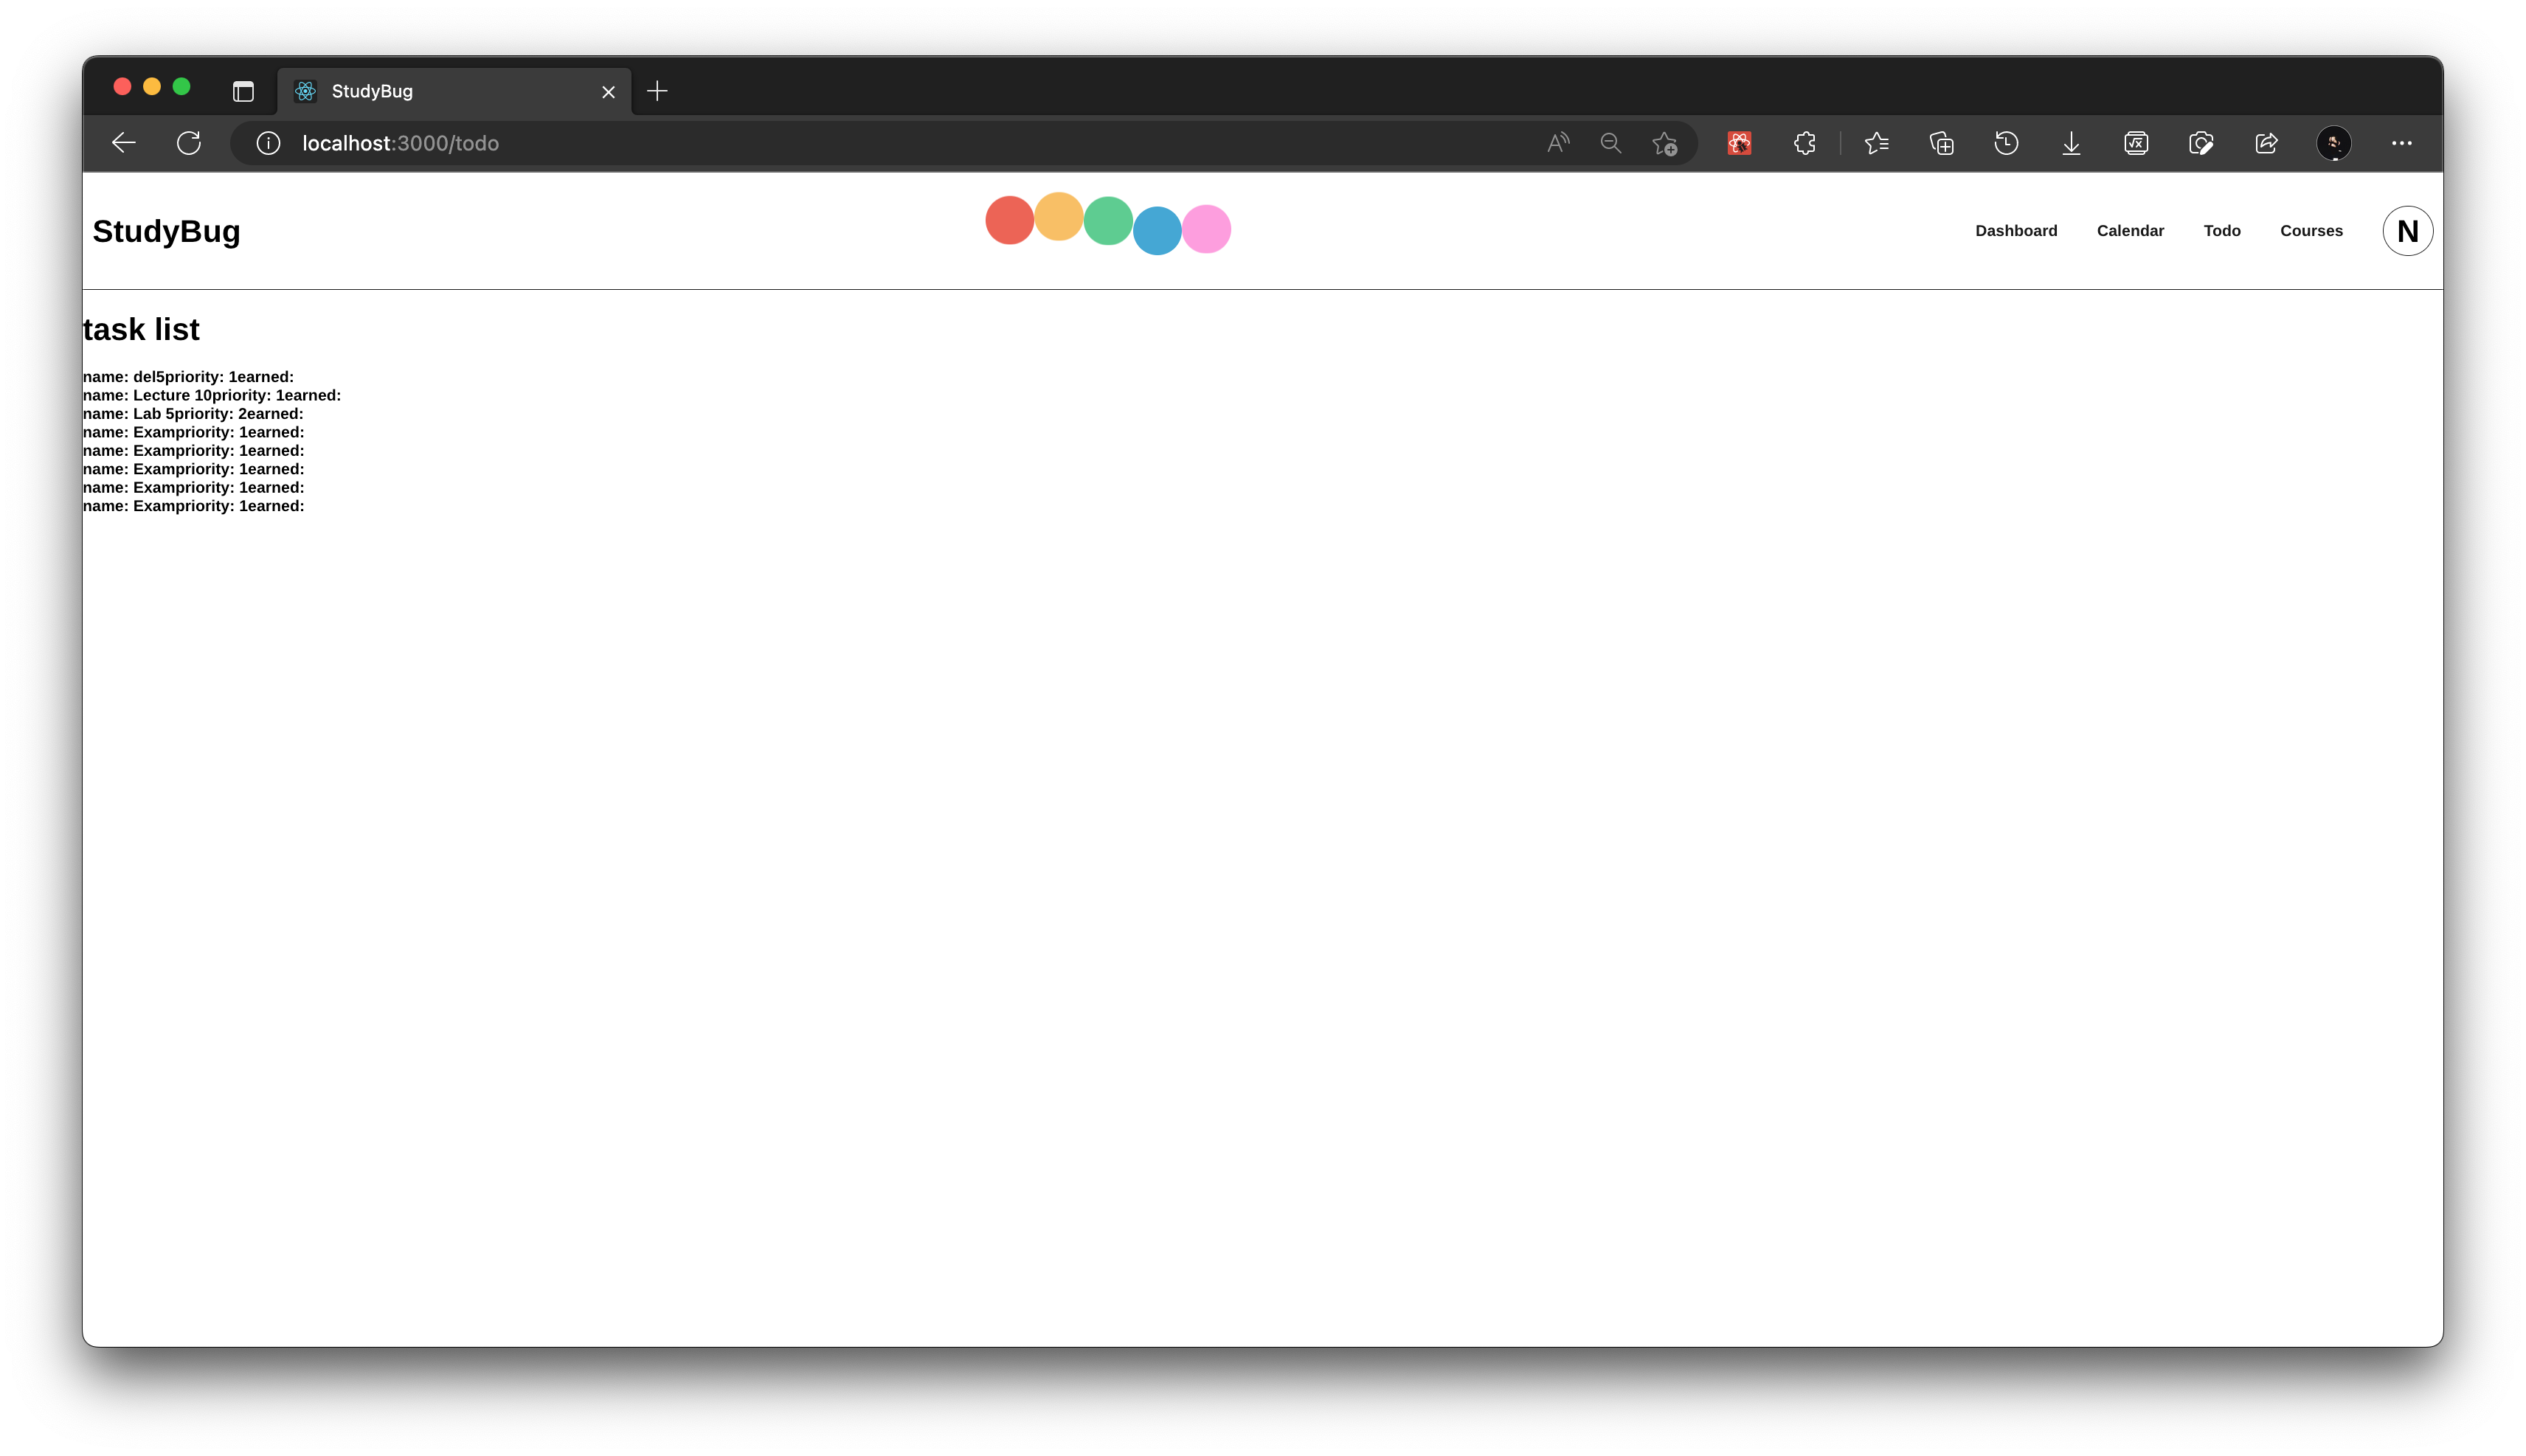 StudyBug
localhost:3000/todo
StudyBug
Dashboard Calendar Todo Courses N
task list
name: del5priority: 1earned:
name: Lecture 10priority: 1earned:
name: Lab 5priority: 2earned:
name: Exampriority: 1earned:
name: Exampriority: 1earned:
name: Exampriority: 1earned:
name: Exampriority: 1earned:
name: Exampriority: 1earned: